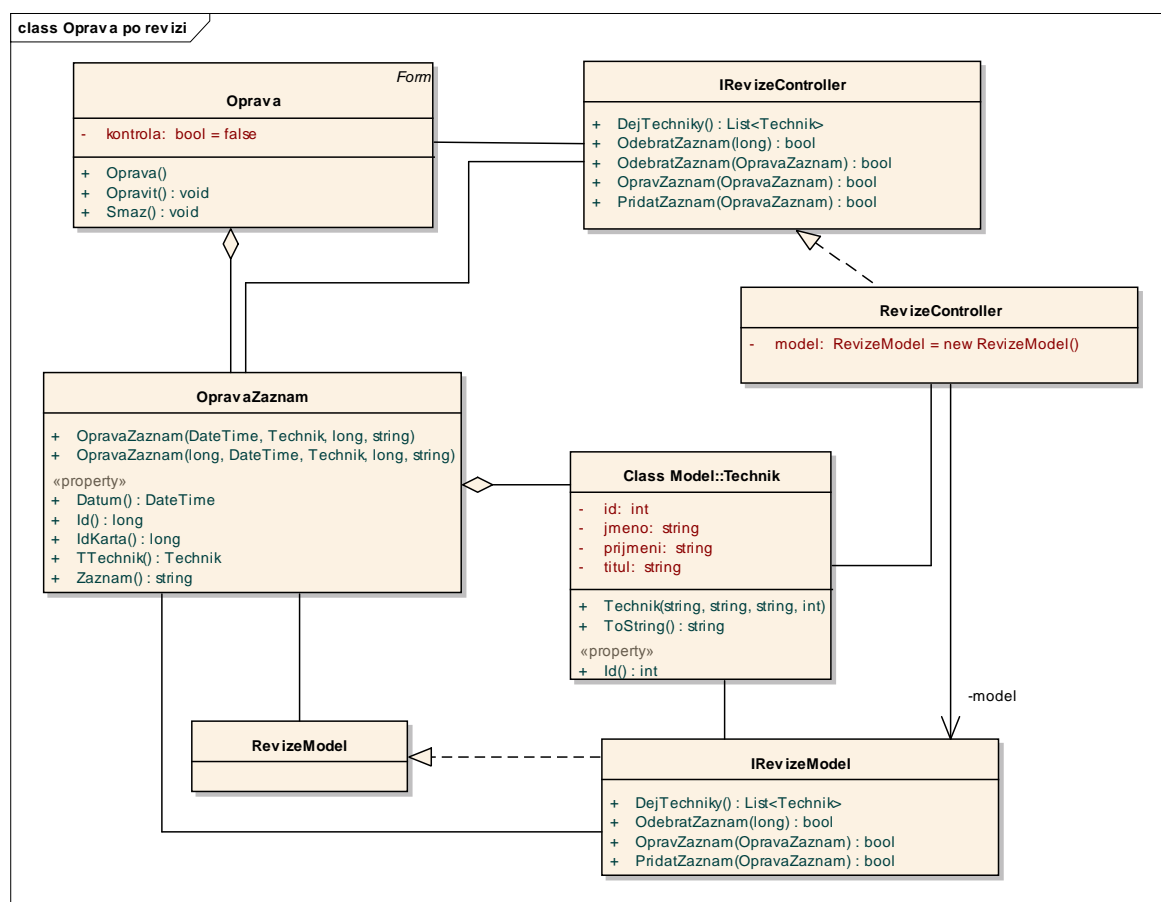 class Oprava po revizi
Form
Oprava
- kontrola: bool = false
+ Oprava()
+ Opravit() : void
+ Smaz() : void
IRevizeController
+ DejTechniky() : List<Technik>
+ OdebratZaznam(long) : bool
+ OdebratZaznam(OpravaZaznam) : bool
+ OpravZaznam(OpravaZaznam) : bool
+ PridatZaznam(OpravaZaznam) : bool
RevizeController
- model: RevizeModel = new RevizeModel()
OpravaZaznam
+ OpravaZaznam(DateTime, Technik, long, string)
+ OpravaZaznam(long, DateTime, Technik, long, string)
«property»
+ Datum() : DateTime
+ Id() : long
+ IdKarta() : long
+ TTechnik() : Technik
+ Zaznam() : string
Class Model::Technik
- id: int
- jmeno: string
- prijmeni: string
- titul: string
+ Technik(string, string, string, int)
+ ToString() : string
«property»
+ Id() : int
-model
RevizeModel
IRevizeModel
+ DejTechniky() : List<Technik>
+ OdebratZaznam(long) : bool
+ OpravZaznam(OpravaZaznam) : bool
+ PridatZaznam(OpravaZaznam) : bool